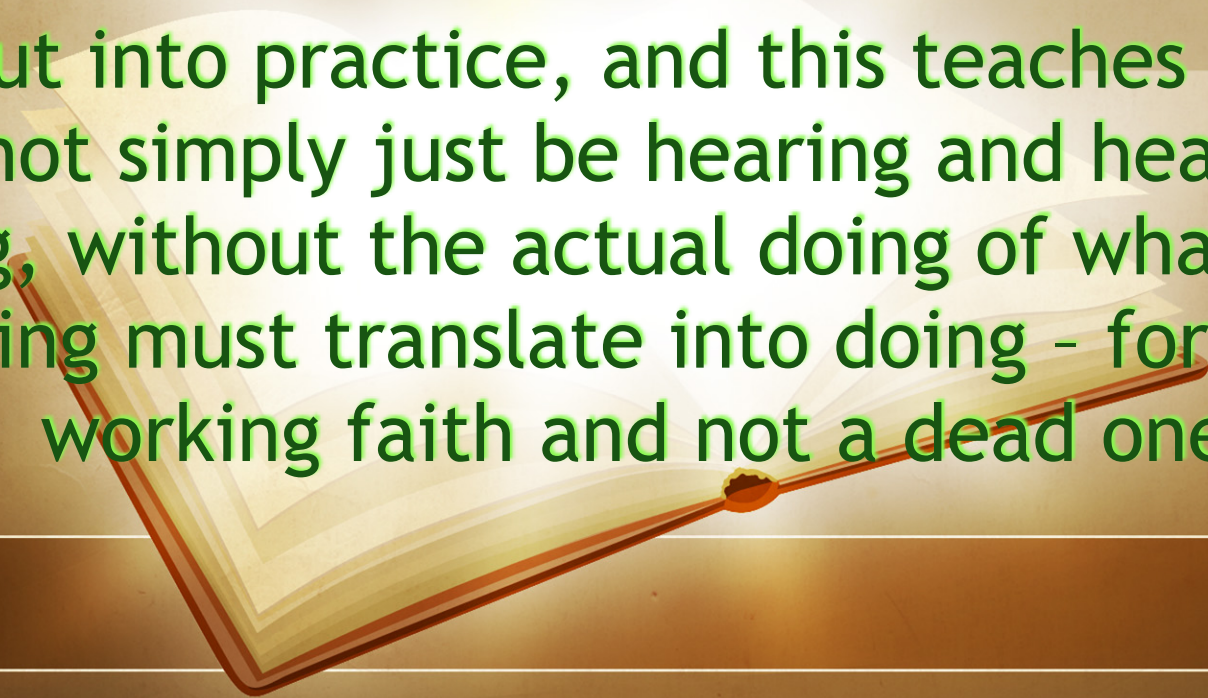 ut into practice, and this teaches
not simply just be hearing and hea
g, without the actual doing of wha
ing must translate into doing – for
working faith and not a dead one